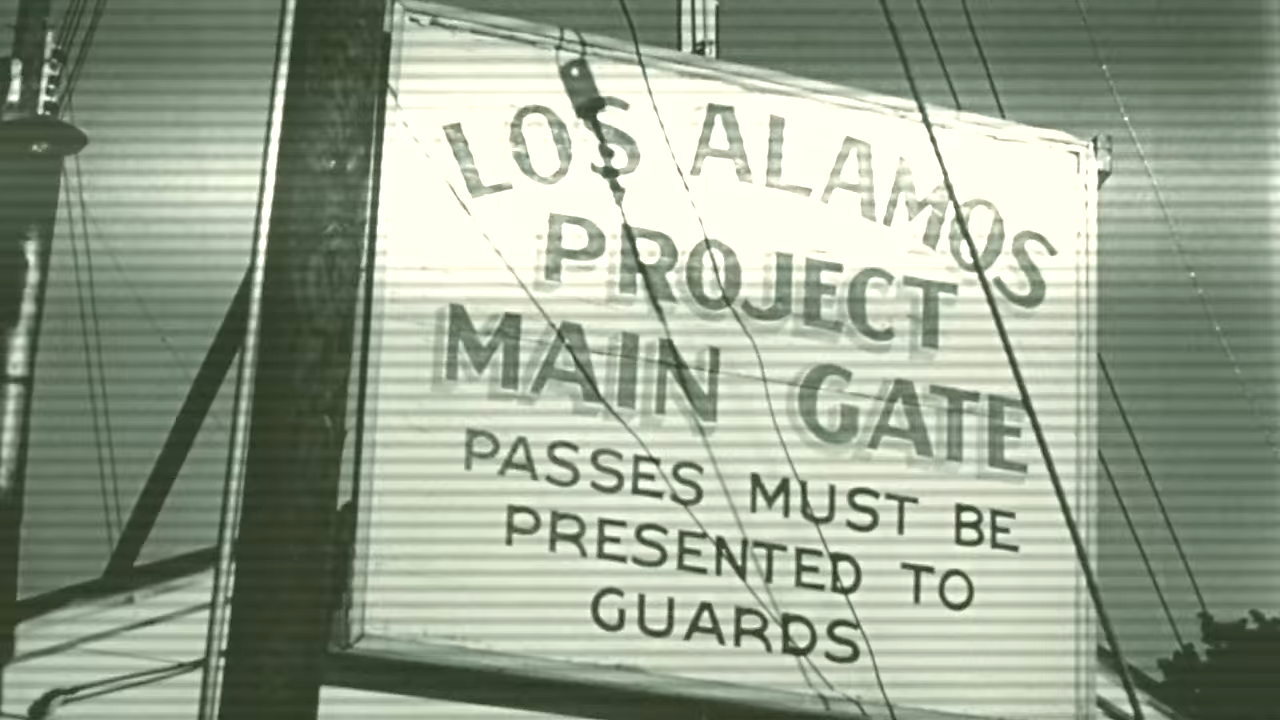 LOS ALAMOS
PROJECT
MAIN GATE
PASSES MUST BE
PRESENTED TO
GUARDS